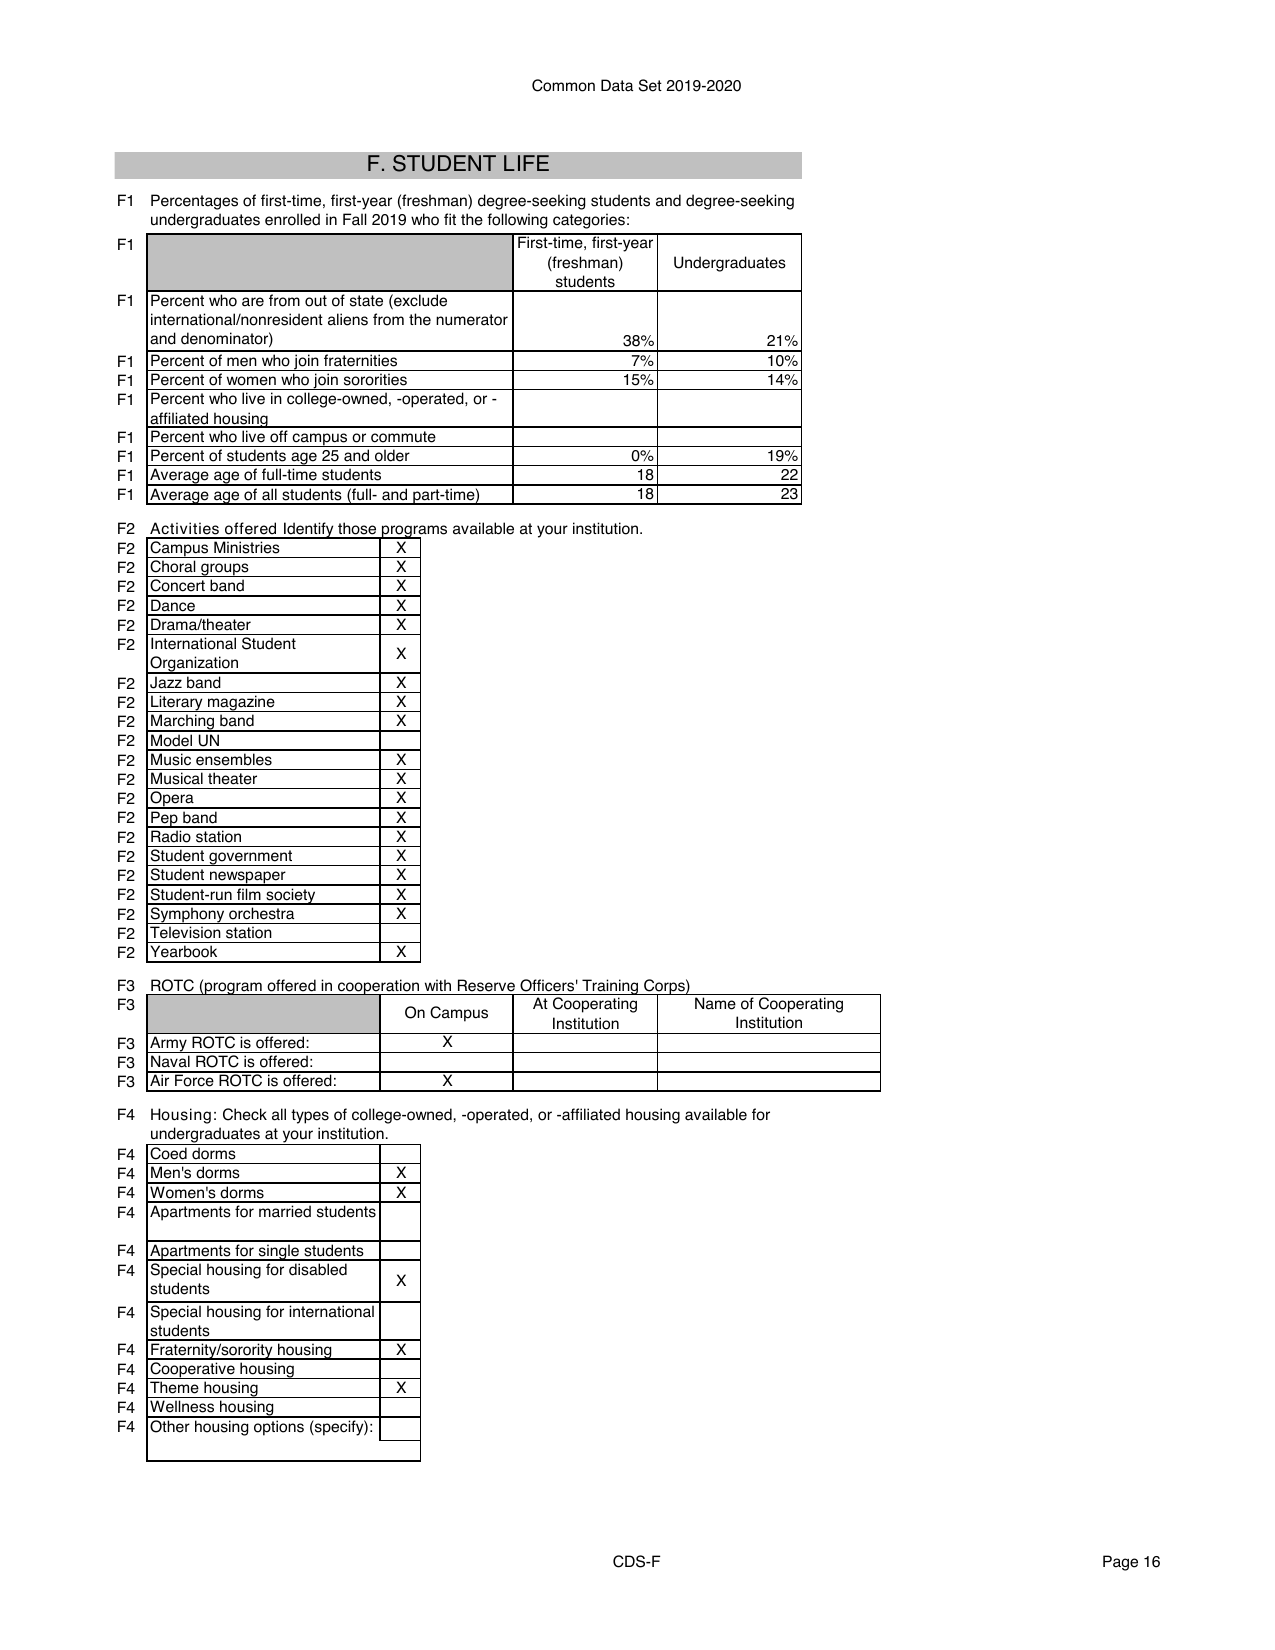 Common Data Set 2019-2020
F. STUDENT LIFE
F1 Percentages of first-time, first-year (freshman) degree-seeking students and degree-seeking
undergraduates enrolled in Fall 2019 who fit the following categories:
F1 First-time, first-year
(freshman)
students Undergraduates
F1 Percent who are from out of state (exclude
international/nonresident aliens from the numerator
and denominator) 38% 21%
F1 Percent of men who join fraternities 7% 10%
F1 Percent of women who join sororities 15% 14%
F1 Percent who live in college-owned, -operated, or -
affiliated housing
F1 Percent who live off campus or commute
F1 Percent of students age 25 and older 0% 19%
F1 Average age of full-time students 18 22
F1 Average age of all students (full- and part-time) 18 23
F2 Activities offered Identify those programs available at your institution.
F2 Campus Ministries X
F2 Choral groups X
F2 Concert band X
F2 Dance X
F2 Drama/theater X
F2 International Student
Organization X
F2 Jazz band X
F2 Literary magazine X
F2 Marching band X
F2 Model UN
F2 Music ensembles X
F2 Musical theater X
F2 Opera X
F2 Pep band X
F2 Radio station X
F2 Student government X
F2 Student newspaper X
F2 Student-run film society X
F2 Symphony orchestra X
F2 Television station
F2 Yearbook X
F3 ROTC (program offered in cooperation with Reserve Officers' Training Corps)
F3 On Campus At Cooperating
Institution Name of Cooperating
Institution
F3 Army ROTC is offered: X
F3 Naval ROTC is offered:
F3 Air Force ROTC is offered: X
F4 Housing: Check all types of college-owned, -operated, or -affiliated housing available for
undergraduates at your institution.
F4 Coed dorms
F4 Men's dorms X
F4 Women's dorms X
F4 Apartments for married students
F4 Apartments for single students
F4 Special housing for disabled
students X
F4 Special housing for international
students
F4 Fraternity/sorority housing X
F4 Cooperative housing
F4 Theme housing X
F4 Wellness housing
F4 Other housing options (specify):
CDS-F Page 16